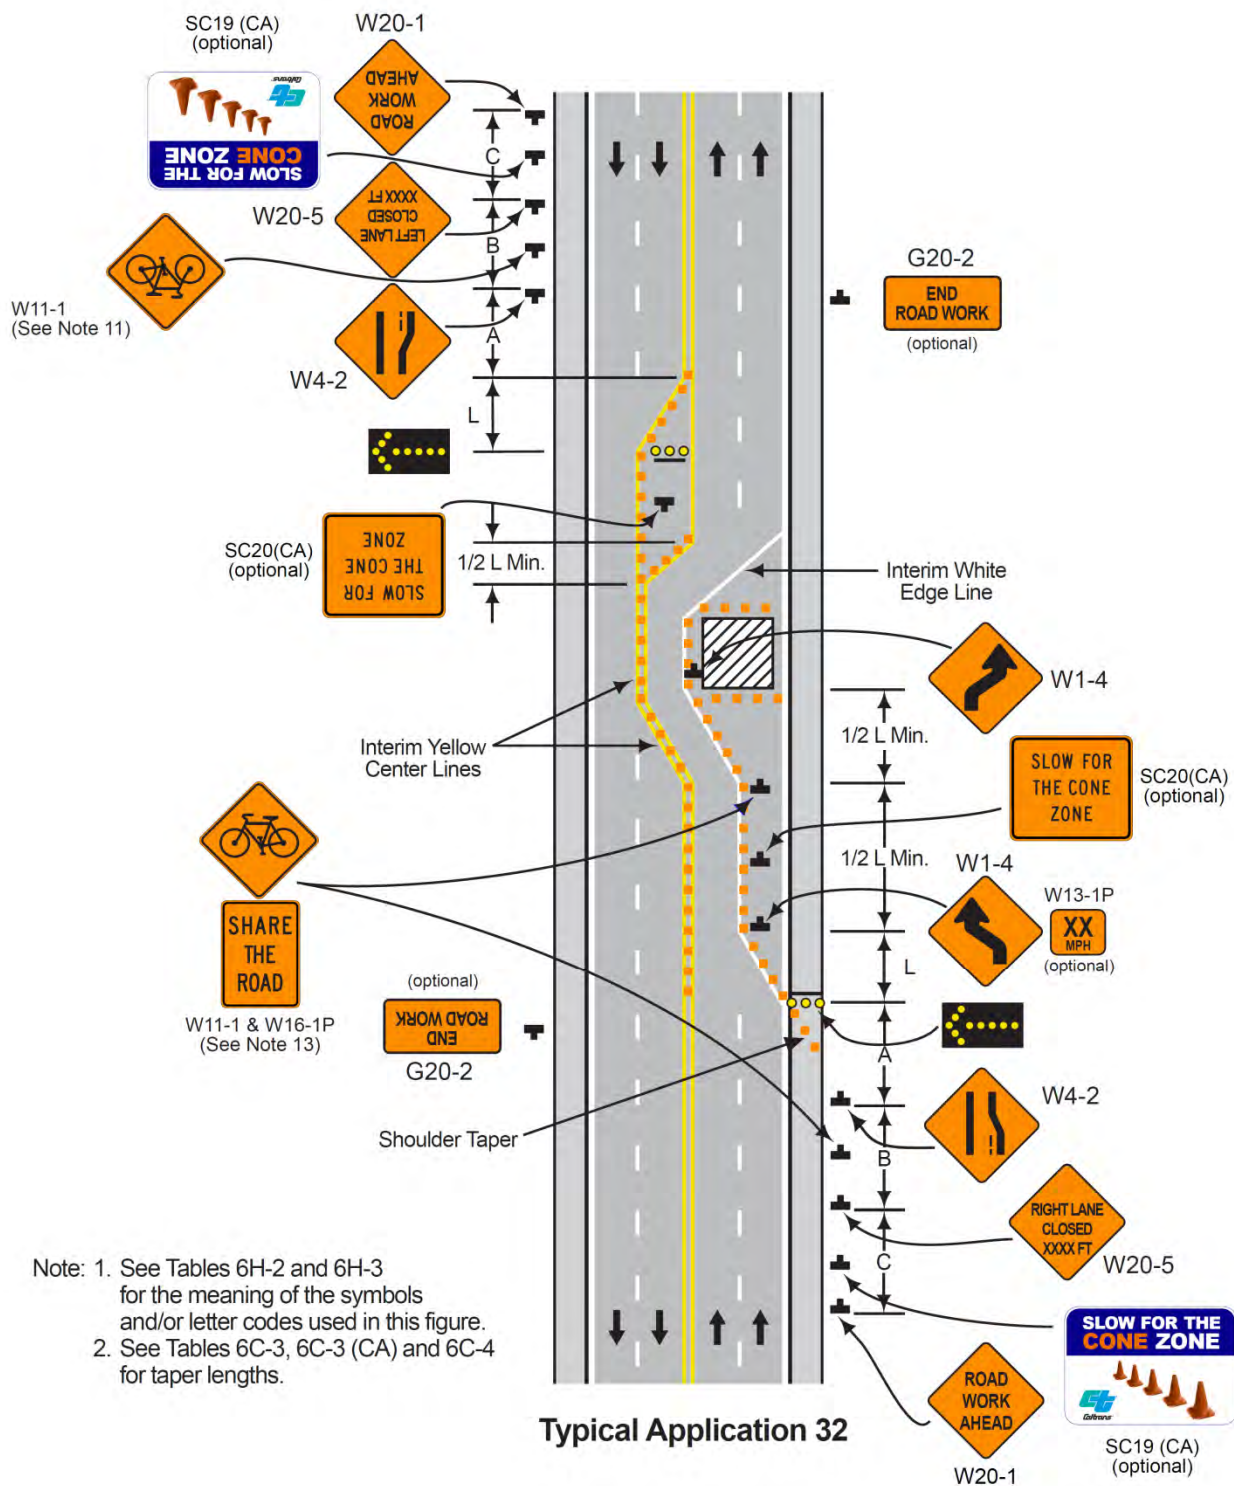 SC19 (CA)
(optional)
W20-1
ROAD
WORK
AHEAD
Caltrans
SLOW FOR THE
CONE ZONE
C
W20-5
LEFT LANE
CLOSED
XXXX FT
B
W11-1
(See Note 11)
W4-2
A
G20-2
END
ROAD WORK
(optional)
L
SC20(CA)
(optional)
SLOW FOR
THE CONE
ZONE
1/2 L Min.
Interim White
Edge Line
W1-4
1/2 L Min.
Interim Yellow
Center Lines
SLOW FOR
THE CONE
ZONE
SC20(CA)
(optional)
1/2 L Min.
W1-4
W13-1P
XX
MPH
(optional)
SHARE
THE
ROAD
W11-1 & W16-1P
(See Note 13)
L
(optional)
END
ROAD WORK
G20-2
A
Shoulder Taper
W4-2
B
RIGHT LANE
CLOSED
XXXX FT
W20-5
C
Note: 1. See Tables 6H-2 and 6H-3
for the meaning of the symbols
and/or letter codes used in this figure.
2. See Tables 6C-3, 6C-3 (CA) and 6C-4
for taper lengths.
SLOW FOR THE
CONE ZONE
Caltrans
SC19 (CA)
(optional)
ROAD
WORK
AHEAD
W20-1
Typical Application 32